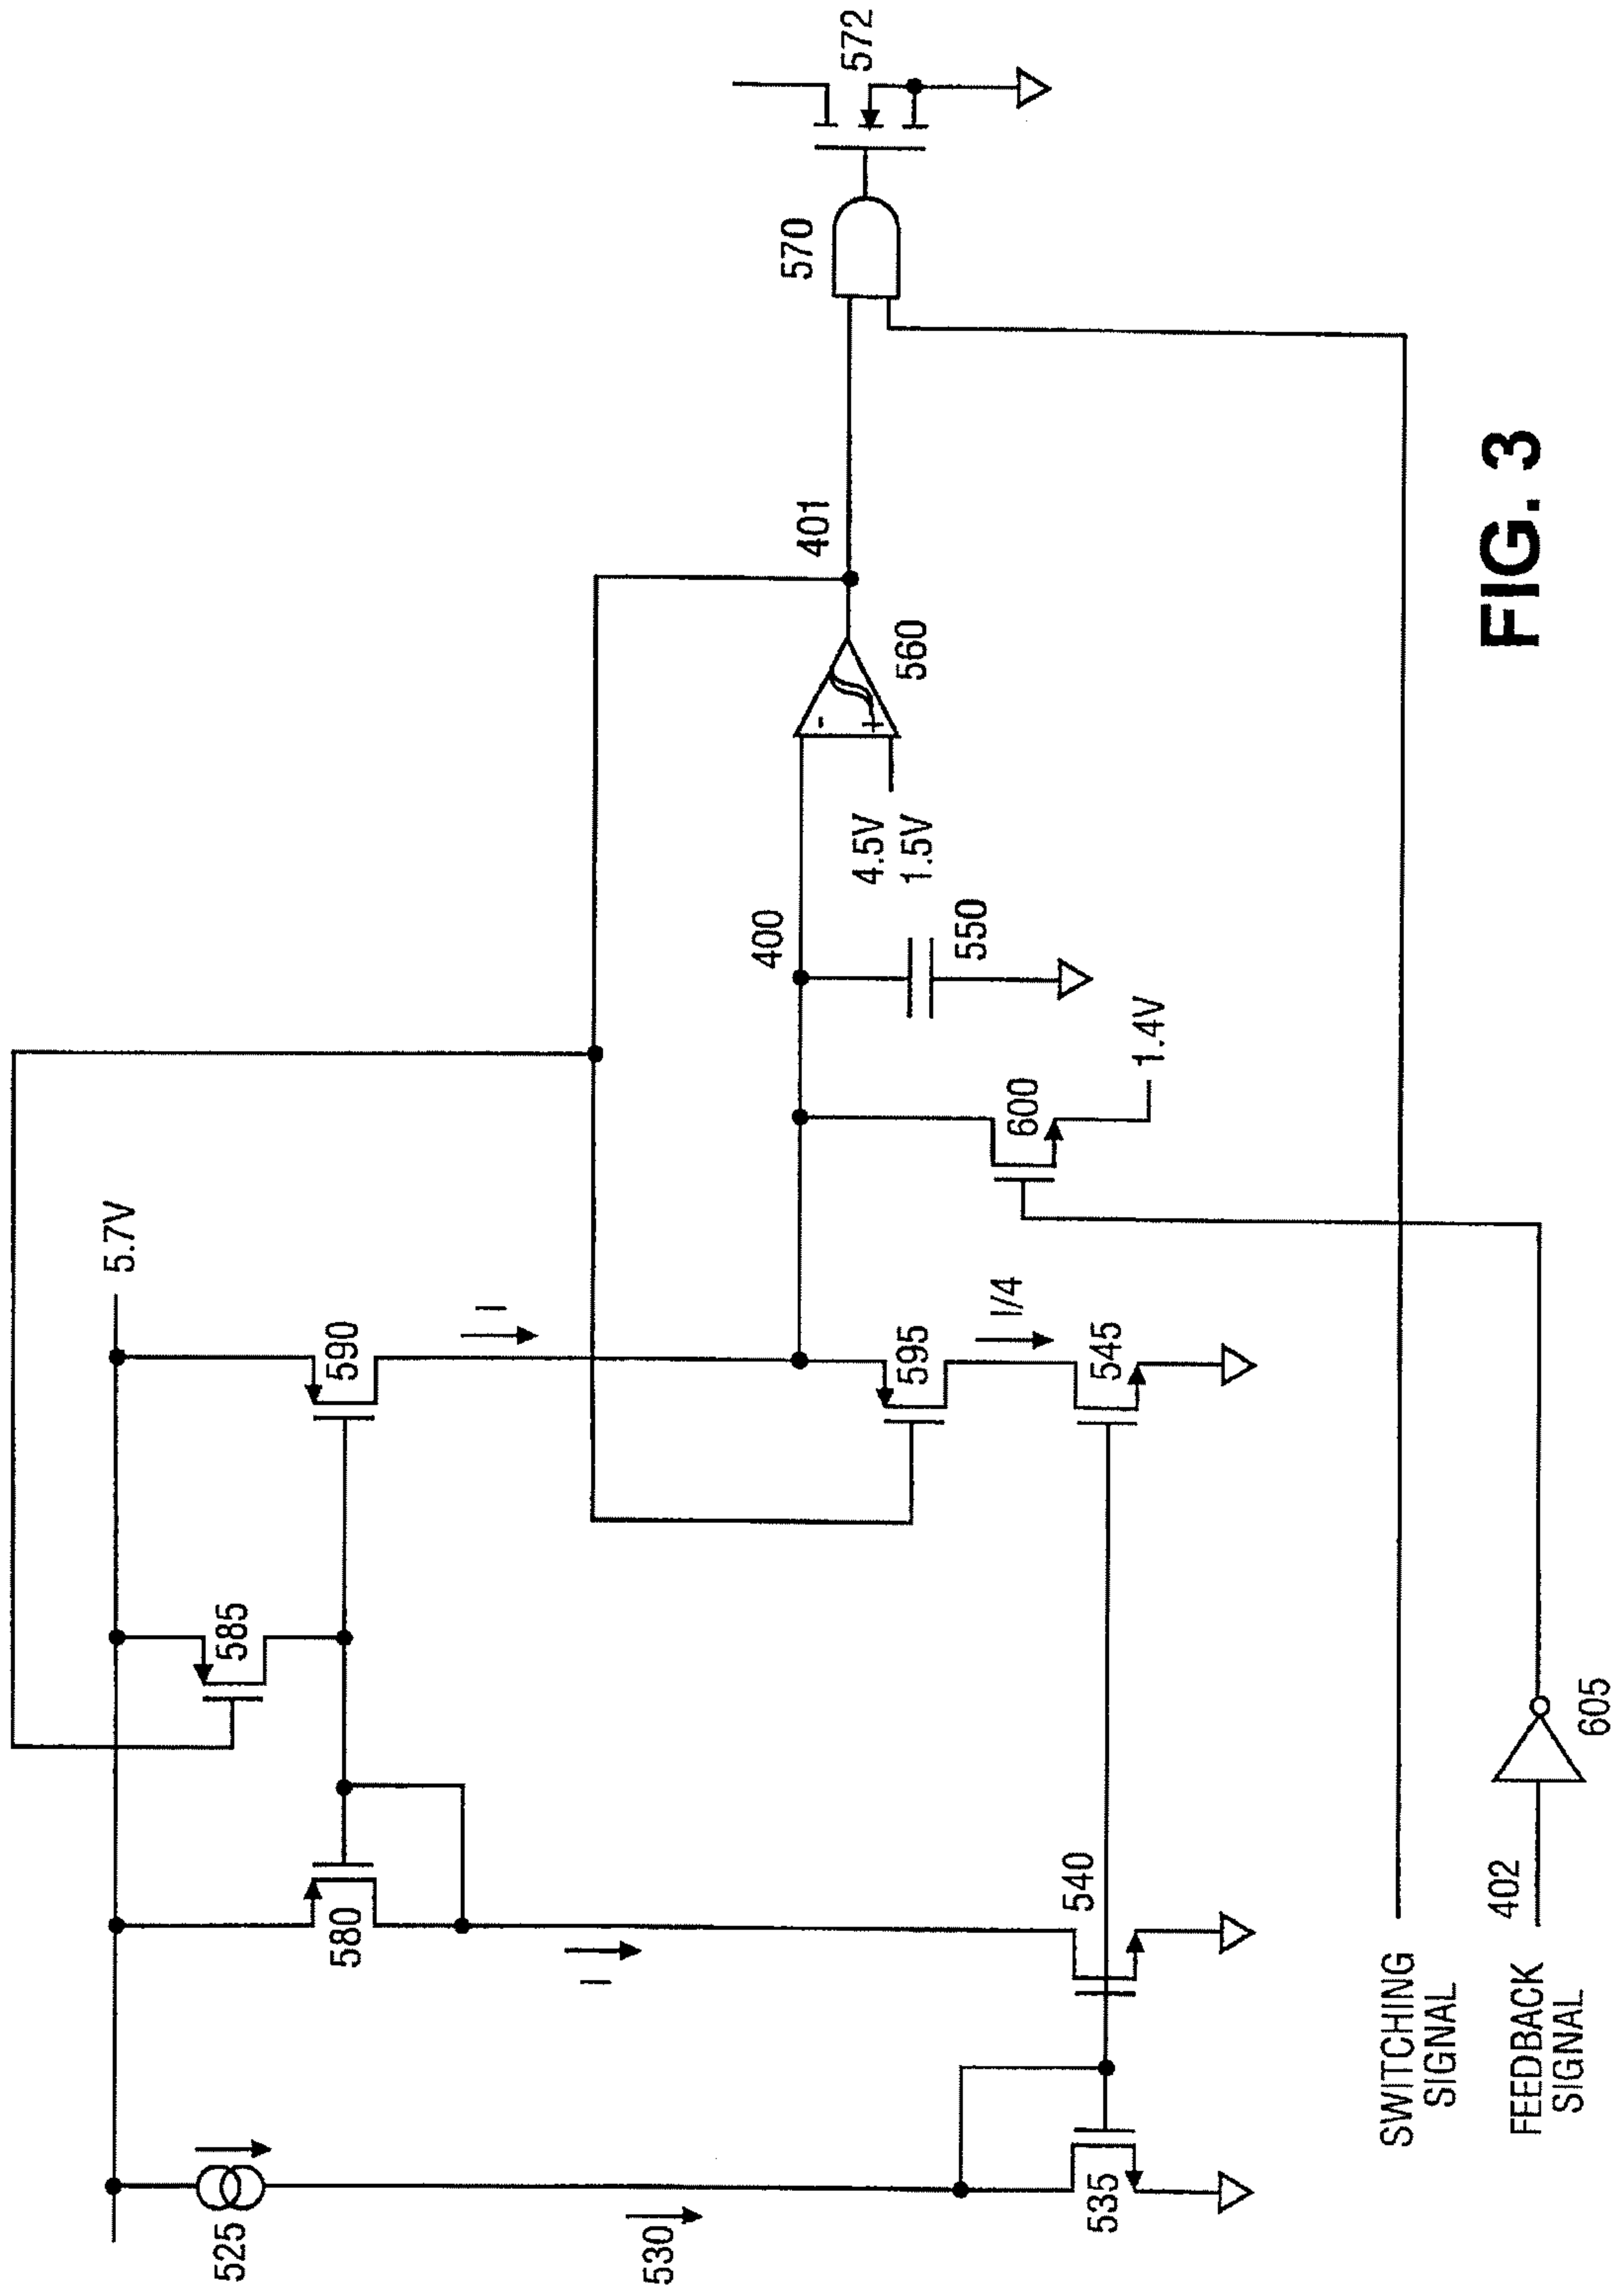 5.7V
525
530
535
580
I
540
585
590
I
595
I/4
545
600
1.4V
400
550
4.5V
1.5V
-
+
560
401
570
572
SWITCHING
SIGNAL
FEEDBACK
SIGNAL
402
605
FIG. 3